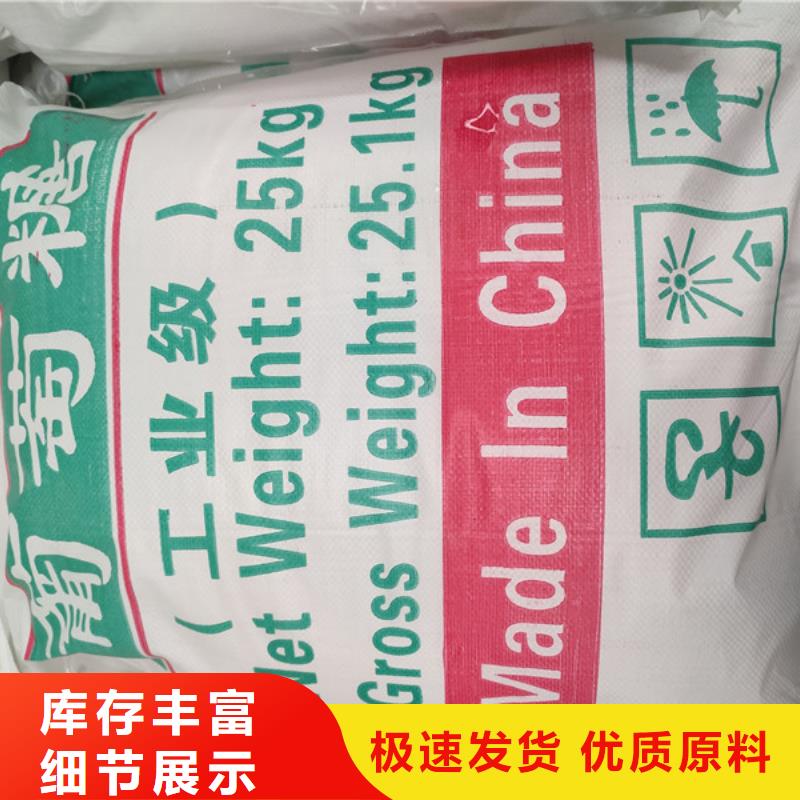 葡萄糖
(工业级)
Net Weight: 25kg
Gross Weight:25.1kg
Made In China
库存丰富
细节展示
极速发货 优质原料